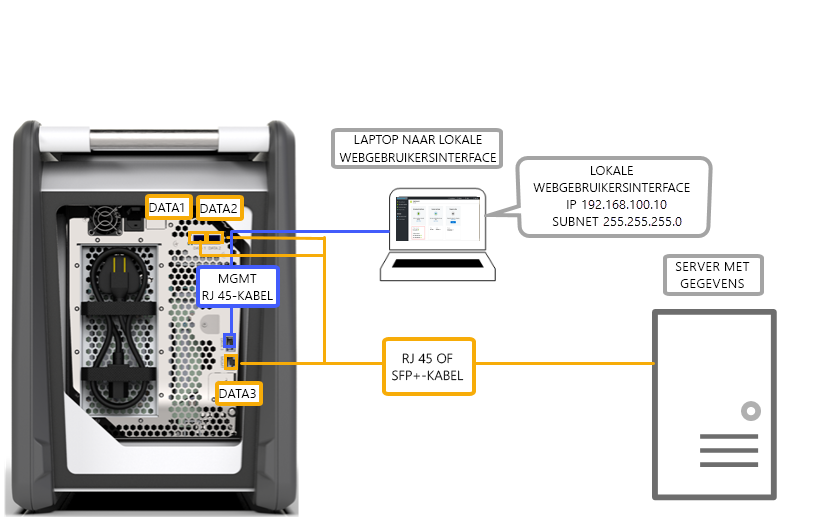 LAPTOP NAAR LOKALE
WEBGEBRUIKERSINTERFACE
LOKALE
WEBGEBRUIKERSINTERFACE
IP 192.168.100.10
SUBNET 255.255.255.0
DATA1
DATA2
MGMT
RJ 45-KABEL
SERVER MET
GEGEVENS
RJ 45 OF
SFP+-KABEL
DATA3